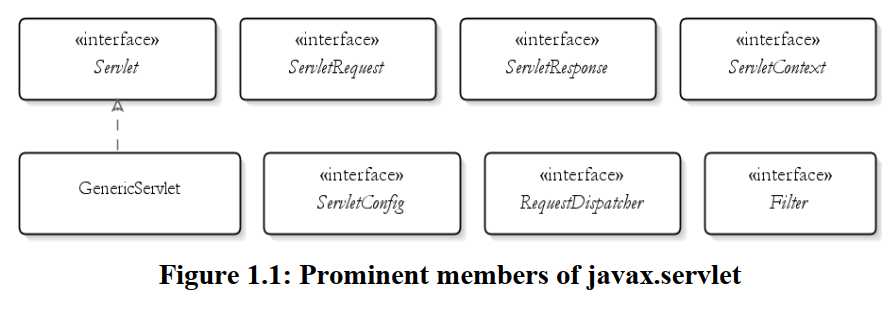 «interface»
Servlet
«interface»
ServletRequest
«interface»
ServletResponse
«interface»
ServletContext
GenericServlet
«interface»
ServletConfig
«interface»
RequestDispatcher
«interface»
Filter
Figure 1.1: Prominent members of javax.servlet